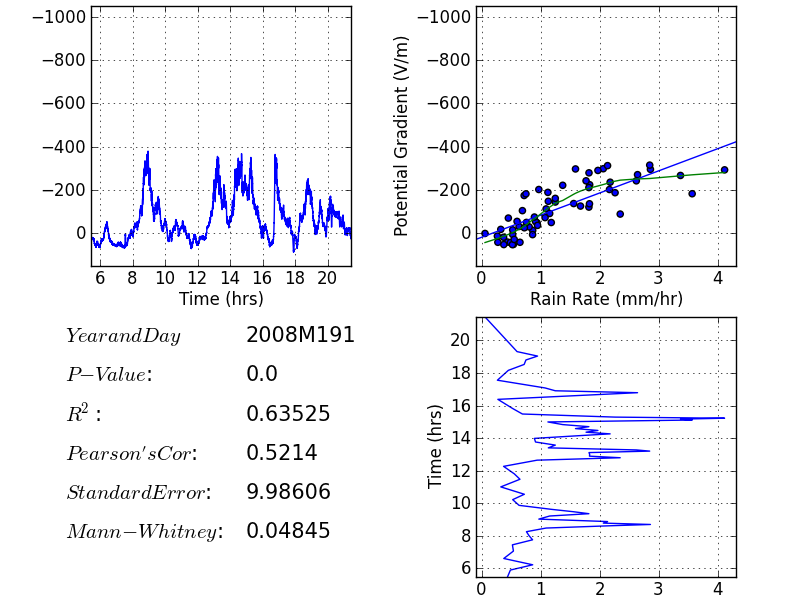 −1000
−800
−600
−400
−200
0
6 8 10 12 14 16 18 20
Time (hrs)
Potential Gradient (V/m)
−1000
−800
−600
−400
−200
0
0 1 2 3 4
Rain Rate (mm/hr)
YearandDay 2008M191
P−Value: 0.0
R² : 0.63525
Pearson'sCor: 0.5214
StandardError: 9.98606
Mann−Whitney: 0.04845
Time (hrs)
20
18
16
14
12
10
8
6
0 1 2 3 4